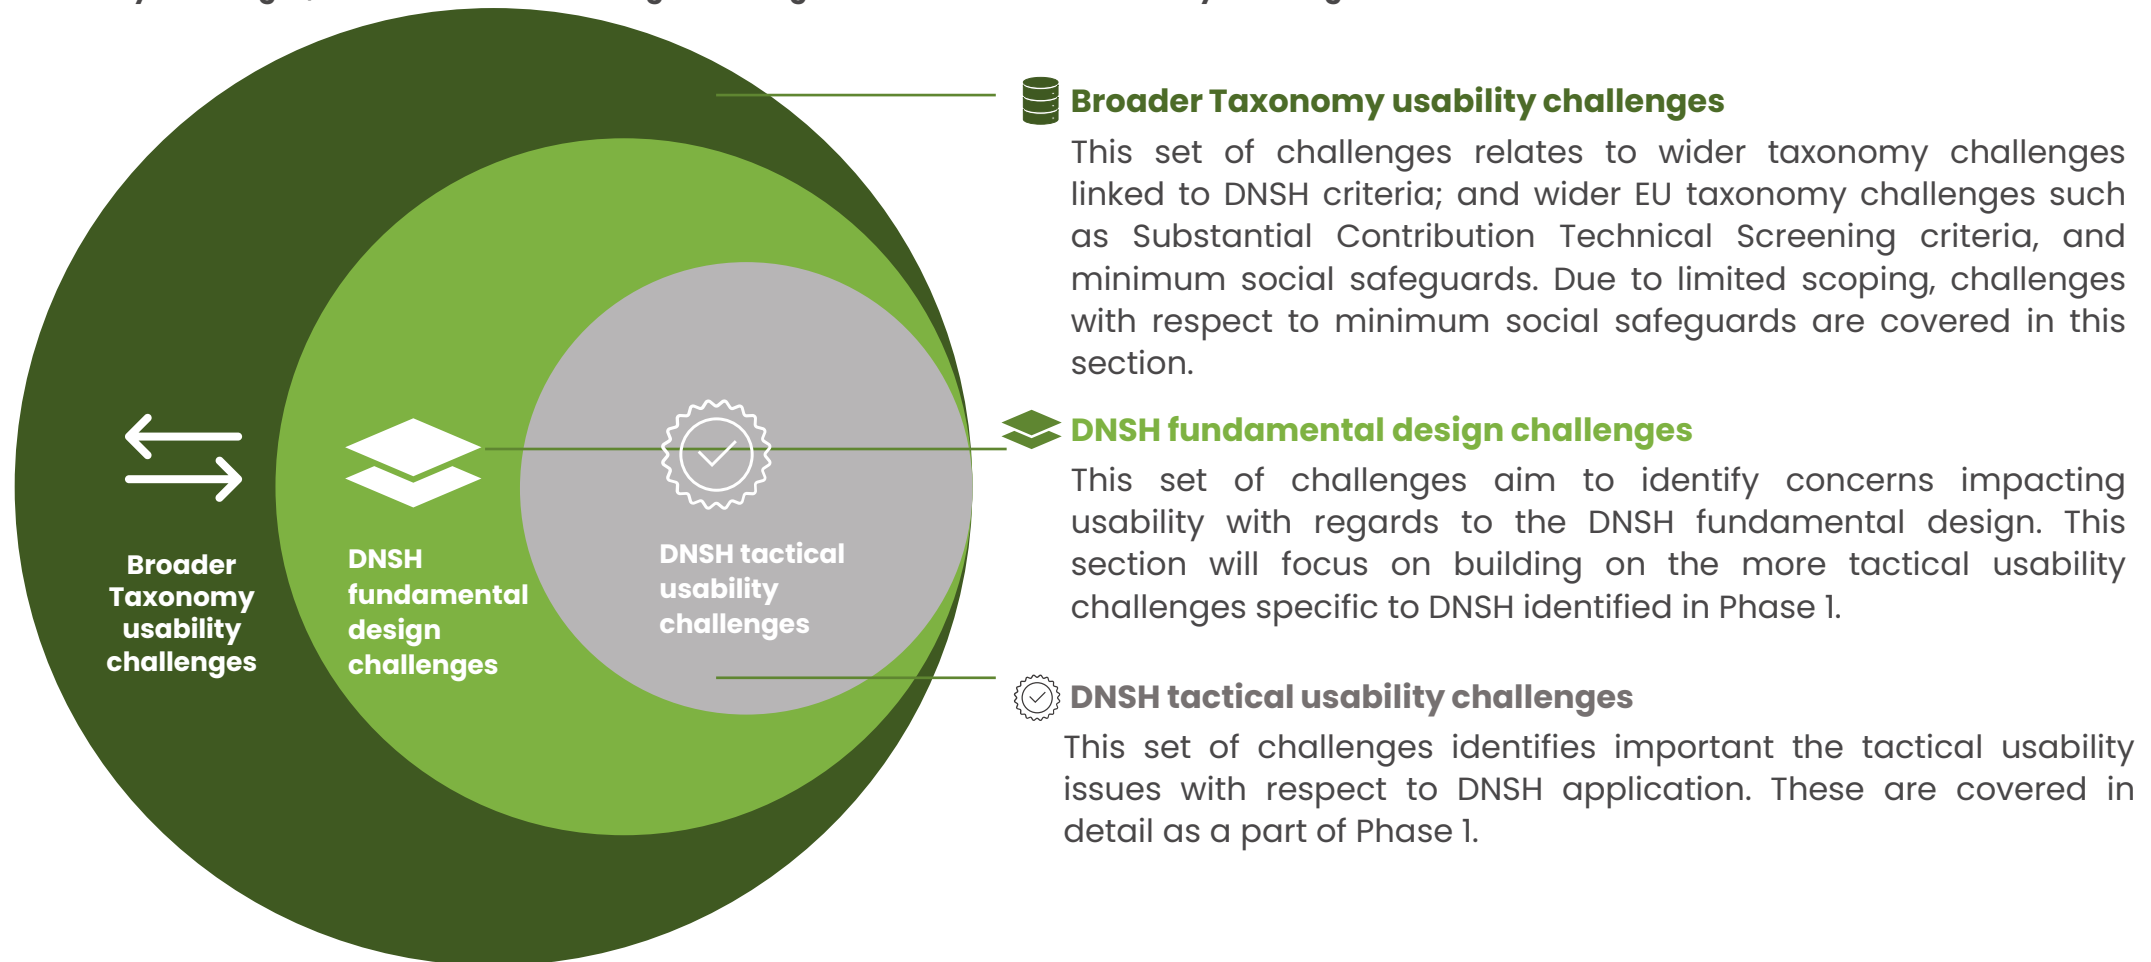 Broader Taxonomy usability challenges
This set of challenges relates to wider taxonomy challenges
linked to DNSH criteria; and wider EU taxonomy challenges such
as Substantial Contribution Technical Screening criteria, and
minimum social safeguards. Due to limited scoping, challenges
with respect to minimum social safeguards are covered in this
section.
DNSH fundamental design challenges
This set of challenges aim to identify concerns impacting
usability with regards to the DNSH fundamental design. This
section will focus on building on the more tactical usability
challenges specific to DNSH identified in Phase 1.
DNSH tactical usability challenges
This set of challenges identifies important the tactical usability
issues with respect to DNSH application. These are covered in
detail as a part of Phase 1.
Broader
Taxonomy
usability
challenges
DNSH
fundamental
design
challenges
DNSH tactical
usability
challenges